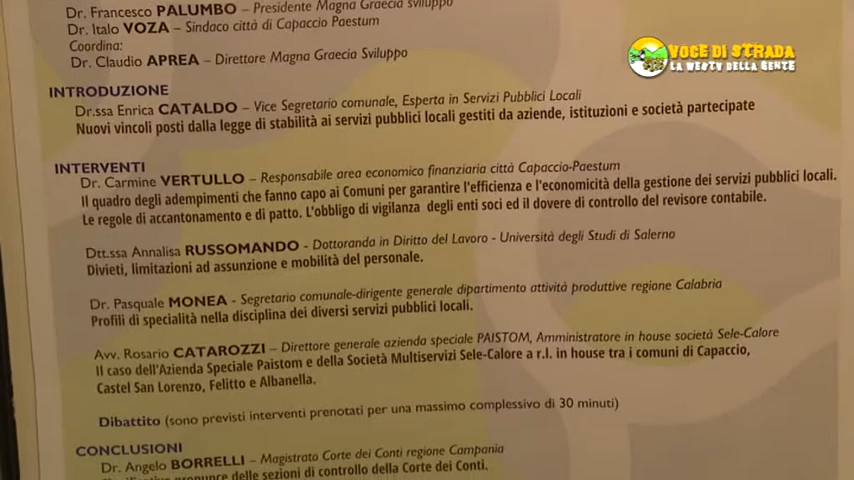 Dr. Francesco PALUMBO – Presidente Magna Graecia sviluppo
Dr. Italo VOZA – Sindaco città di Capaccio Paestum
Coordina:
Dr. Claudio APREA – Direttore Magna Graecia Sviluppo
VOCE DI STRADA
LA WEBTV DELLA GENTE
INTRODUZIONE
Dr.ssa Enrica CATALDO – Vice Segretario comunale, Esperta in Servizi Pubblici Locali
Nuovi vincoli posti dalla legge di stabilità ai servizi pubblici locali gestiti da aziende, istituzioni e società partecipate
INTERVENTI
Dr. Carmine VERTULLO – Responsabile area economico finanziaria città Capaccio-Paestum
Il quadro degli adempimenti che fanno capo ai Comuni per garantire l'efficienza e l'economicità della gestione dei servizi pubblici locali.
Le regole di accantonamento e di patto. L'obbligo di vigilanza degli enti soci ed il dovere di controllo del revisore contabile.
Dtt.ssa Annalisa RUSSOMANDO - Dottoranda in Diritto del Lavoro - Università degli Studi di Salerno
Divieti, limitazioni ad assunzione e mobilità del personale.
Dr. Pasquale MONEA - Segretario comunale-dirigente generale dipartimento attività produttive regione Calabria
Profili di specialità nella disciplina dei diversi servizi pubblici locali.
Avv. Rosario CATAROZZI – Direttore generale azienda speciale PAISTOM, Amministratore in house società Sele-Calore
Il caso dell'Azienda Speciale Paistom e della Società Multiservizi Sele-Calore a r.l. in house tra i comuni di Capaccio,
Castel San Lorenzo, Felitto e Albanella.
Dibattito (sono previsti interventi prenotati per una massimo complessivo di 30 minuti)
CONCLUSIONI
Dr. Angelo BORRELLI – Magistrato Corte dei Conti regione Campania
pronunce delle sezioni di controllo della Corte dei Conti.